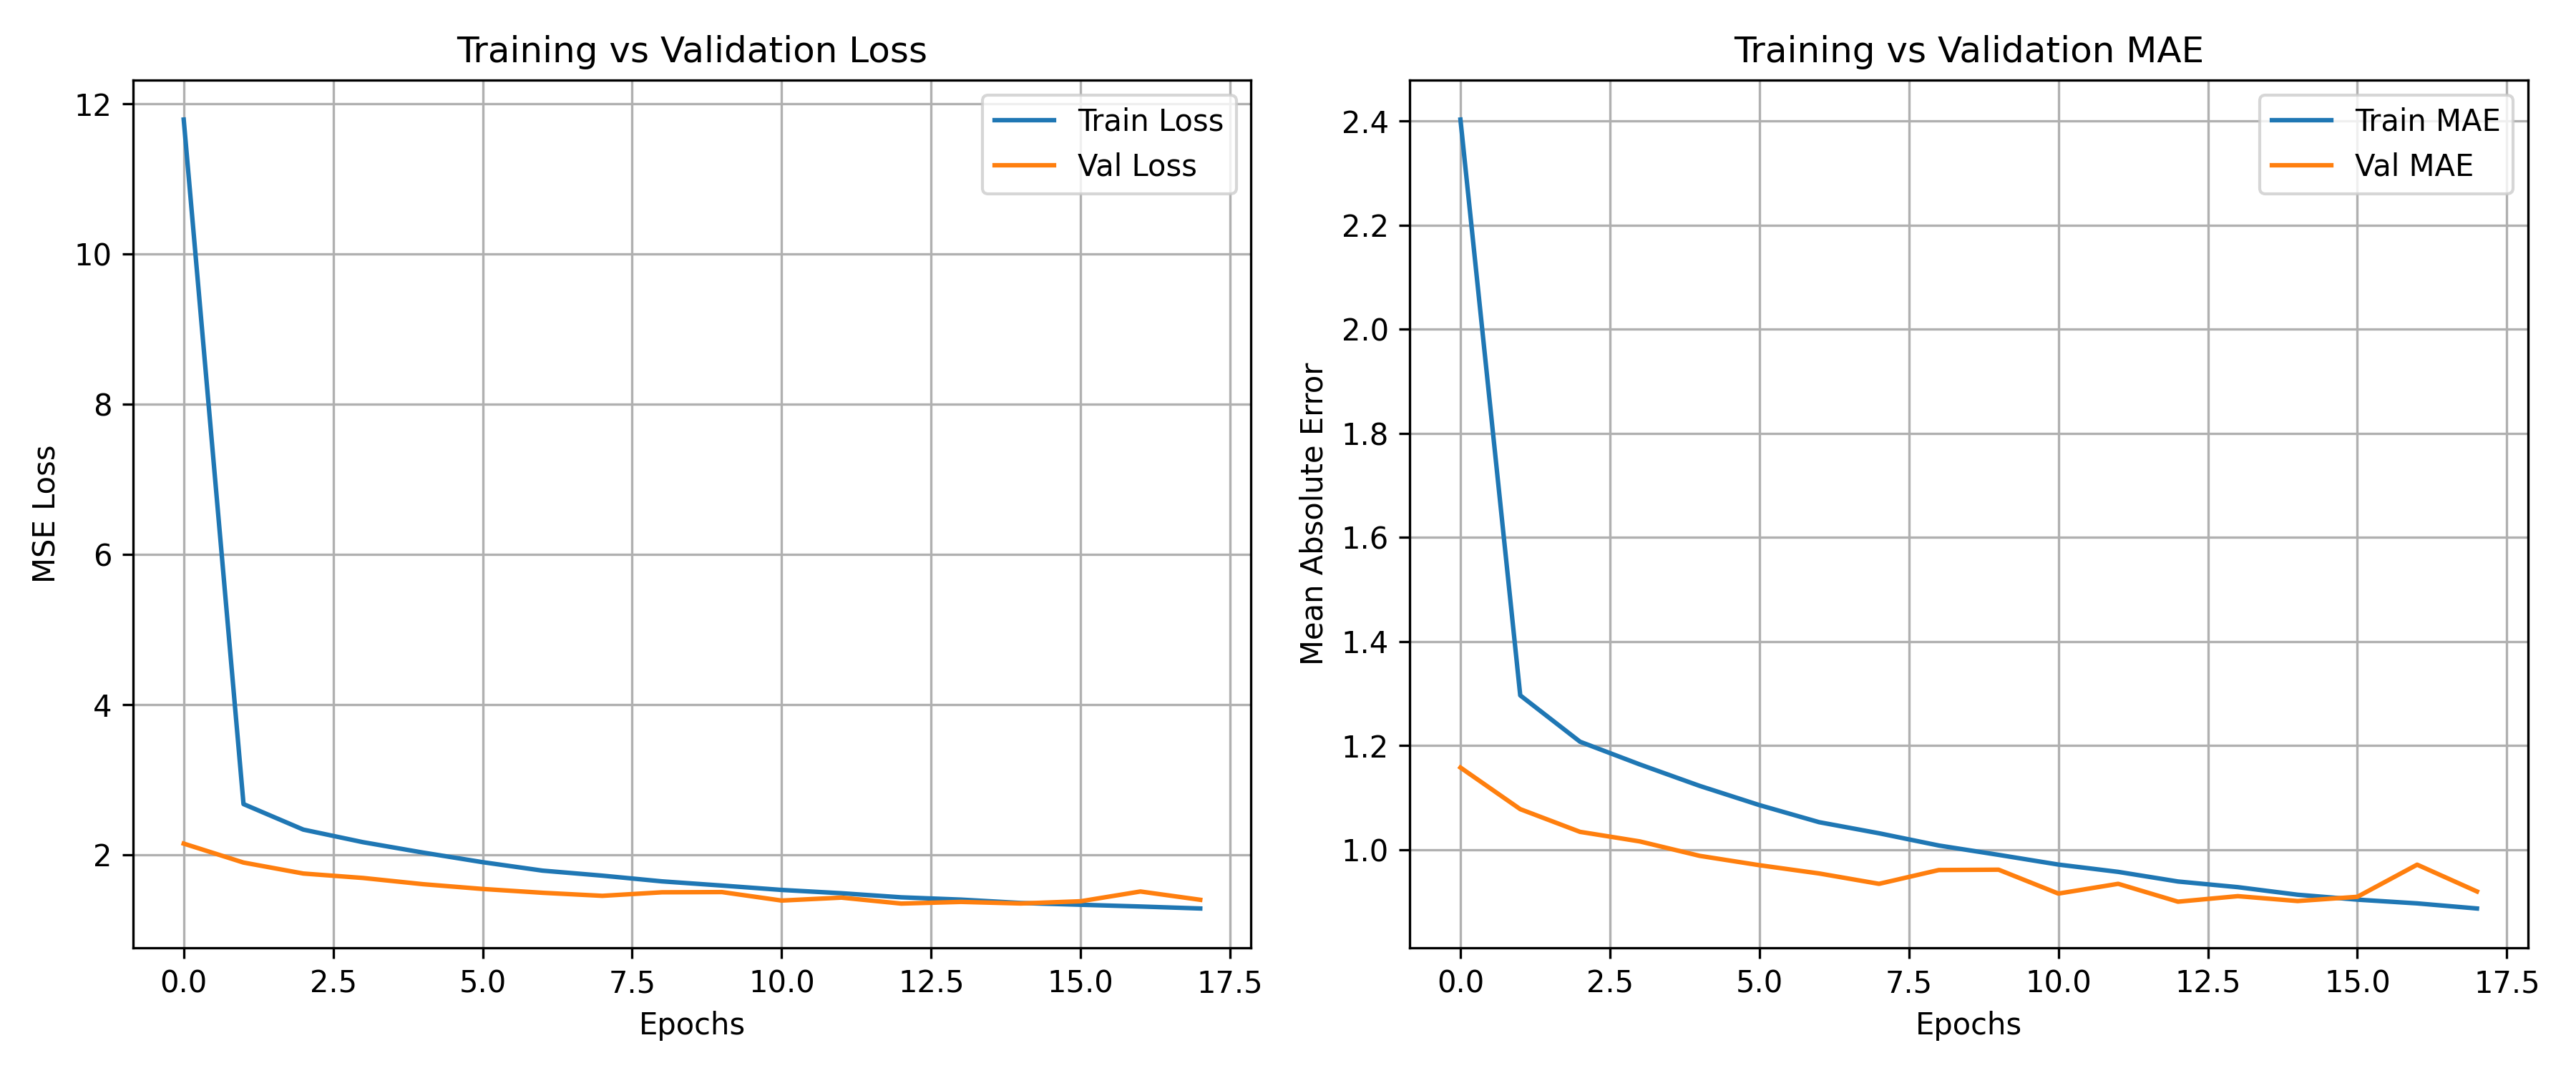 Training vs Validation Loss
12
10
8
6
4
2
MSE Loss
0.0 2.5 5.0 7.5 10.0 12.5 15.0 17.5
Epochs
Train Loss
Val Loss
Training vs Validation MAE
2.4
2.2
2.0
1.8
1.6
1.4
1.2
1.0
Mean Absolute Error
0.0 2.5 5.0 7.5 10.0 12.5 15.0 17.5
Epochs
Train MAE
Val MAE